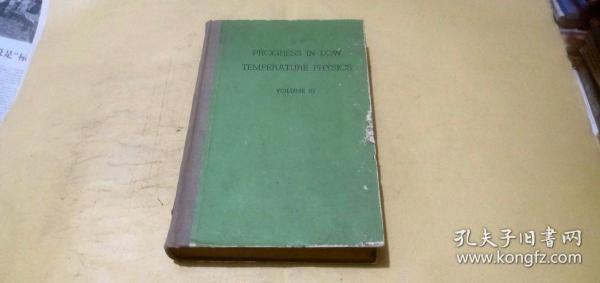 PROGRESS IN LOW
TEMPERATURE PHYSICS
VOLUME III
孔夫子旧书网
www.kongfz.com